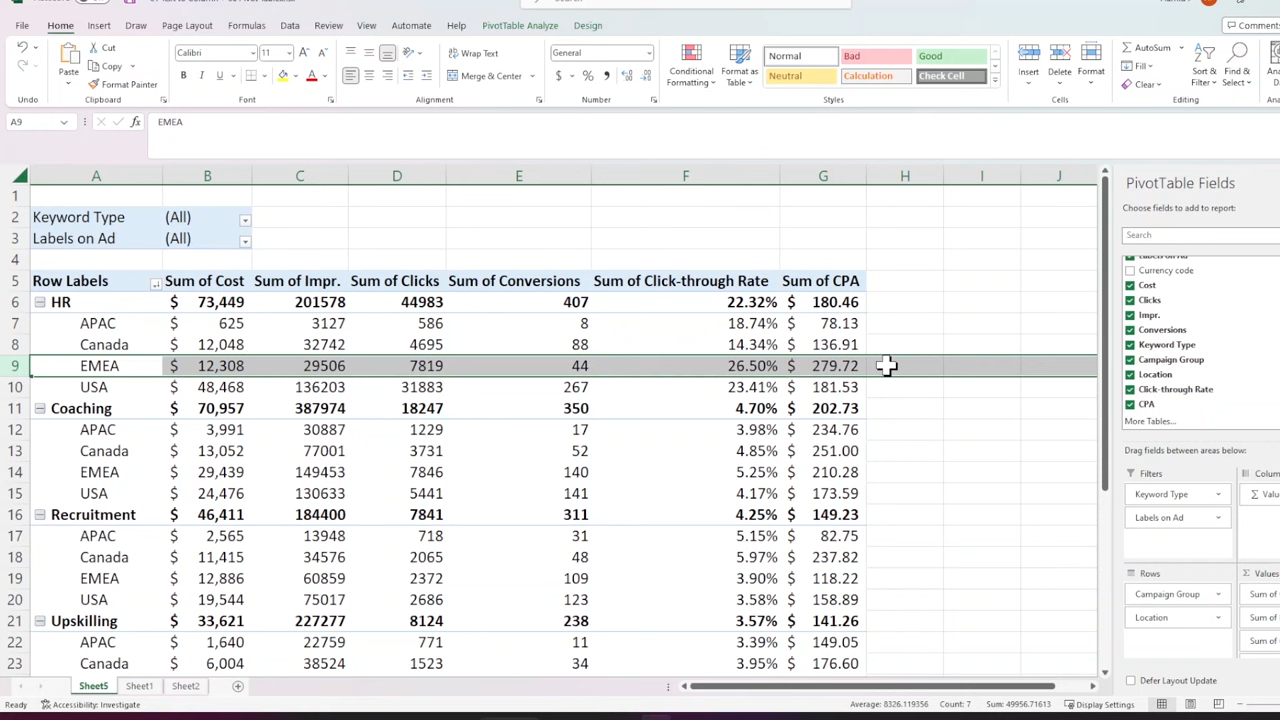 File Home Insert Draw Page Layout Formulas Data Review View Automate Help PivotTable Analyze Design Comments
Cut
Copy
Format Painter
Paste
Calibri 11
B I U
Wrap Text
Merge & Center
General
$ % 
Conditional Formatting
Format as Table
Normal Bad Good
Neutral Calculation Check Cell
Insert Delete Format
AutoSum
Fill
Clear
Sort & Filter
Find & Select
Undo Clipboard Font Alignment Number Styles Cells Editing
A9 fx EMEA
A B C D E F G H I J
1
2 Keyword Type (All)
3 Labels on Ad (All)
4
5 Row Labels Sum of Cost Sum of Impr. Sum of Clicks Sum of Conversions Sum of Click-through Rate Sum of CPA
6 HR $ 73,449 201578 44983 407 22.32% $ 180.46
7 APAC $ 625 3127 586 8 18.74% $ 78.13
8 Canada $ 12,048 32742 4695 88 14.34% $ 136.91
9 EMEA $ 12,308 29506 7819 44 26.50% $ 279.72
10 USA $ 48,468 136203 31883 267 23.41% $ 181.53
11 Coaching $ 70,957 387974 18247 350 4.70% $ 202.73
12 APAC $ 3,991 30887 1229 17 3.98% $ 234.76
13 Canada $ 13,052 77001 3731 52 4.85% $ 251.00
14 EMEA $ 29,439 149453 7846 140 5.25% $ 210.28
15 USA $ 24,476 130633 5441 141 4.17% $ 173.59
16 Recruitment $ 46,411 184400 7841 311 4.25% $ 149.23
17 APAC $ 2,565 13948 718 31 5.15% $ 82.75
18 Canada $ 11,415 34576 2065 48 5.97% $ 237.82
19 EMEA $ 12,886 60859 2372 109 3.90% $ 118.22
20 USA $ 19,544 75017 2686 123 3.58% $ 158.89
21 Upskilling $ 33,621 227277 8124 238 3.57% $ 141.26
22 APAC $ 1,640 22759 771 11 3.39% $ 149.05
23 Canada $ 6,004 38524 1523 34 3.95% $ 176.60
PivotTable Fields
Choose fields to add to report:
Search
Labels on Ad
Currency code
Cost
Clicks
Impr.
Conversions
Keyword Type
Campaign Group
Location
Click-through Rate
CPA
More Tables...
Drag fields between areas below:
Filters
Keyword Type
Labels on Ad
Rows
Campaign Group
Location
Σ Values
Sum of
Sum of
Sum of
Defer Layout Update
Sheet5 Sheet1 Sheet2
Ready Accessibility: Investigate Average: 8326.119356 Count: 7 Sum: 49956.71613 Display Settings